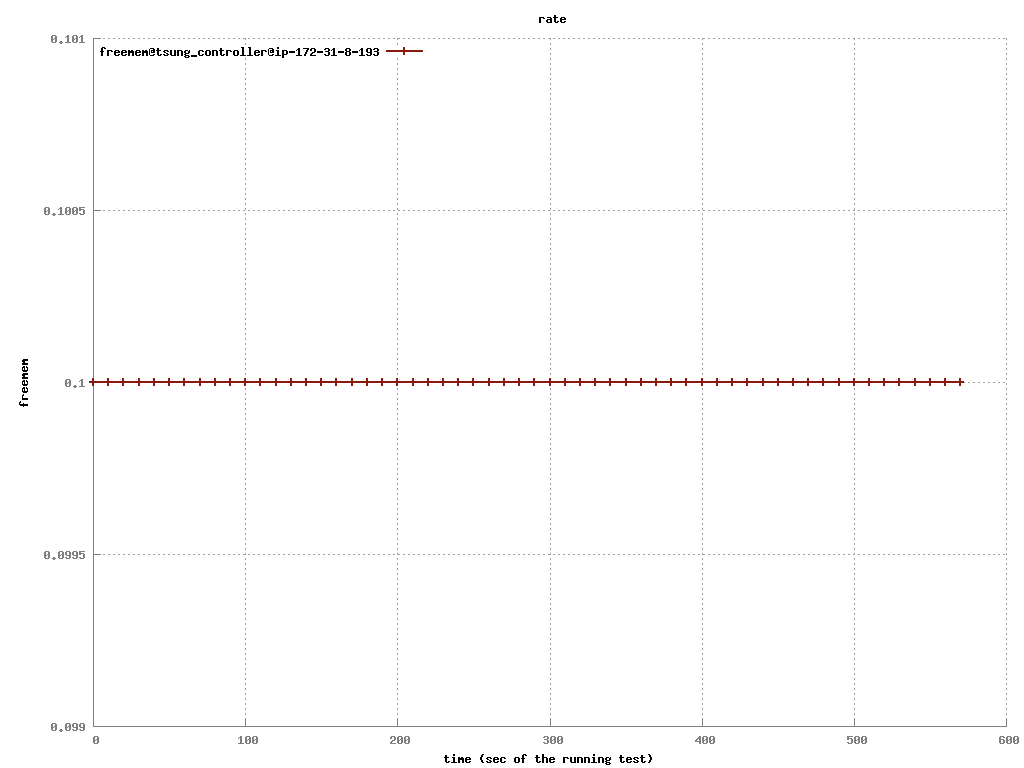 rate
0.101
freemem@tsung_controller@ip-172-31-8-193
0.1005
freemem
0.1
0.0995
0.099
0 100 200 300 400 500 600
time (sec of the running test)